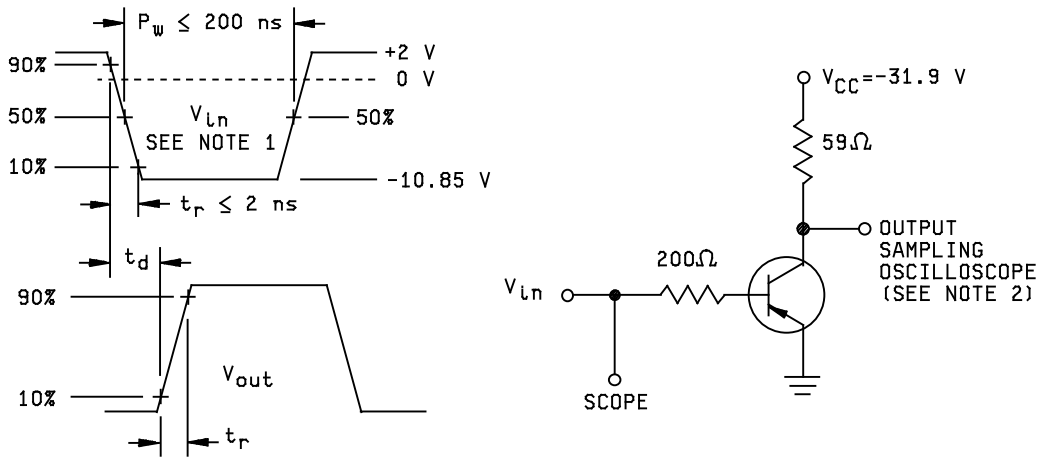 P_w ≤ 200 ns
+2 V
90%
0 V
50%
V_in
50%
SEE NOTE 1
10%
-10.85 V
t_r ≤ 2 ns
t_d
90%
V_out
10%
t_r
V_CC=-31.9 V
59Ω
OUTPUT
SAMPLING
OSCILLOSCOPE
(SEE NOTE 2)
200Ω
V_in
SCOPE